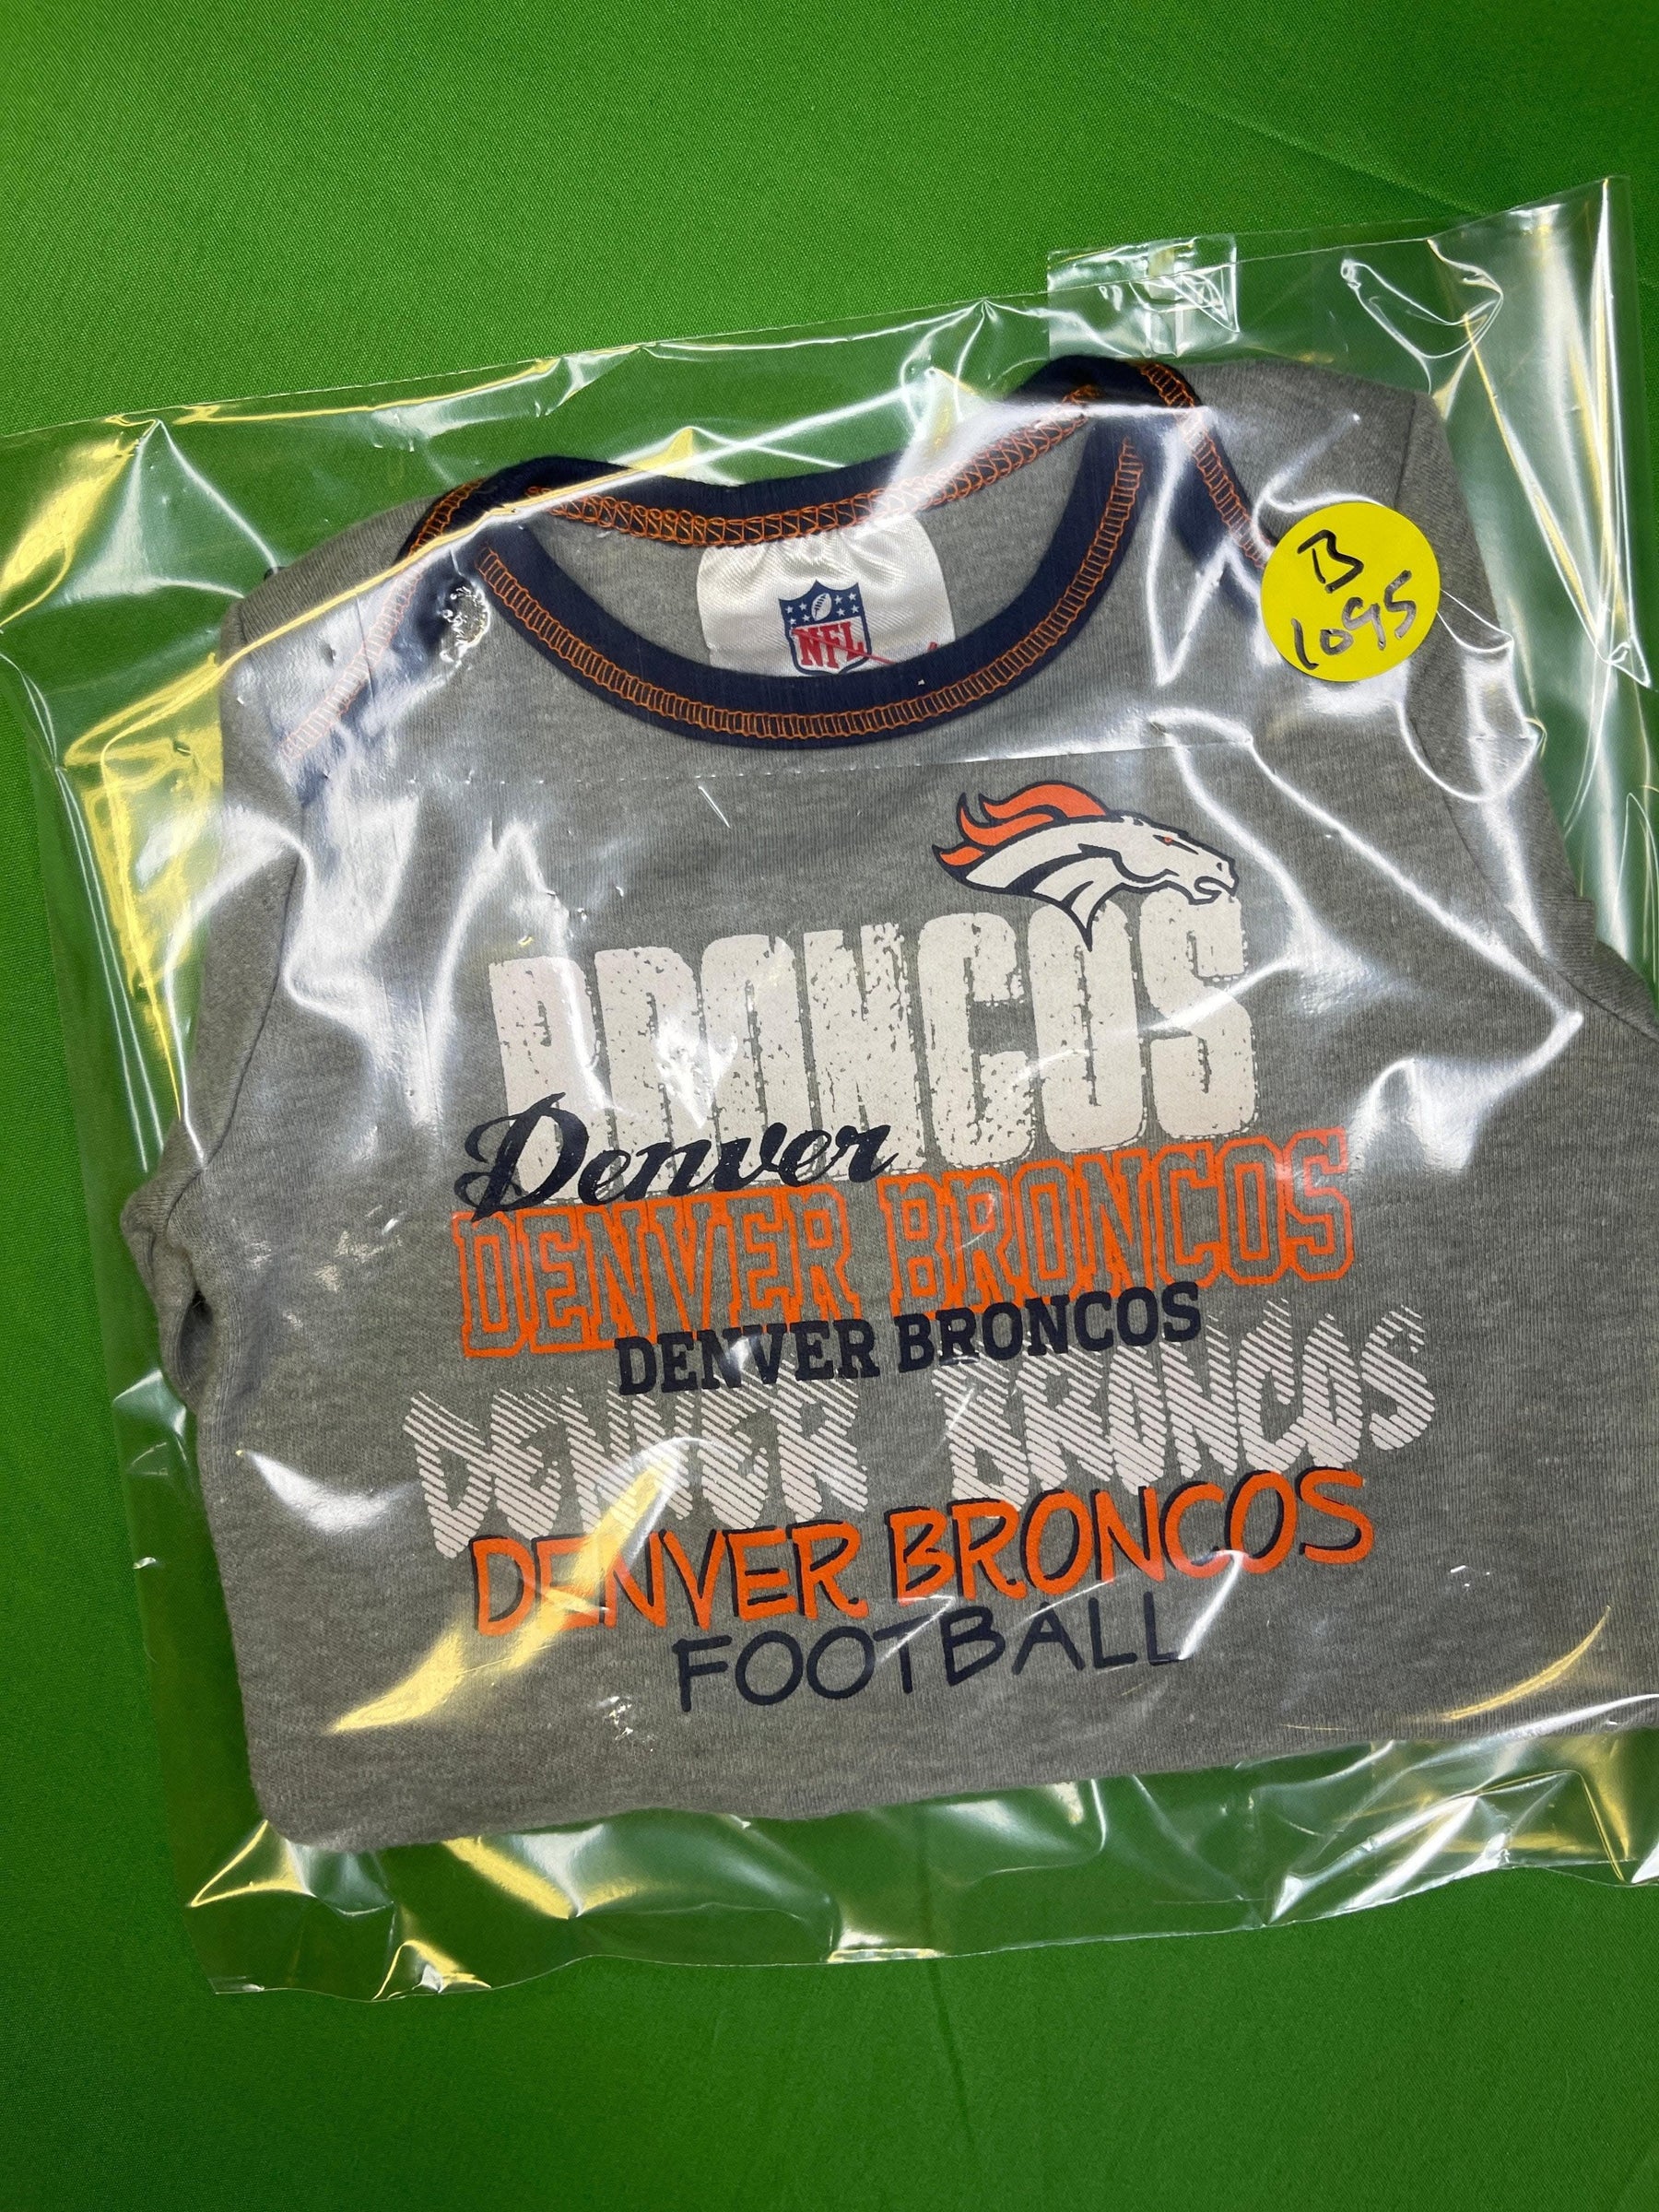 NFL
B
1095
BRONCOS
Denver
DENVER BRONCOS
DENVER BRONCOS
DENVER BRONCOS
DENVER BRONCOS
FOOTBALL